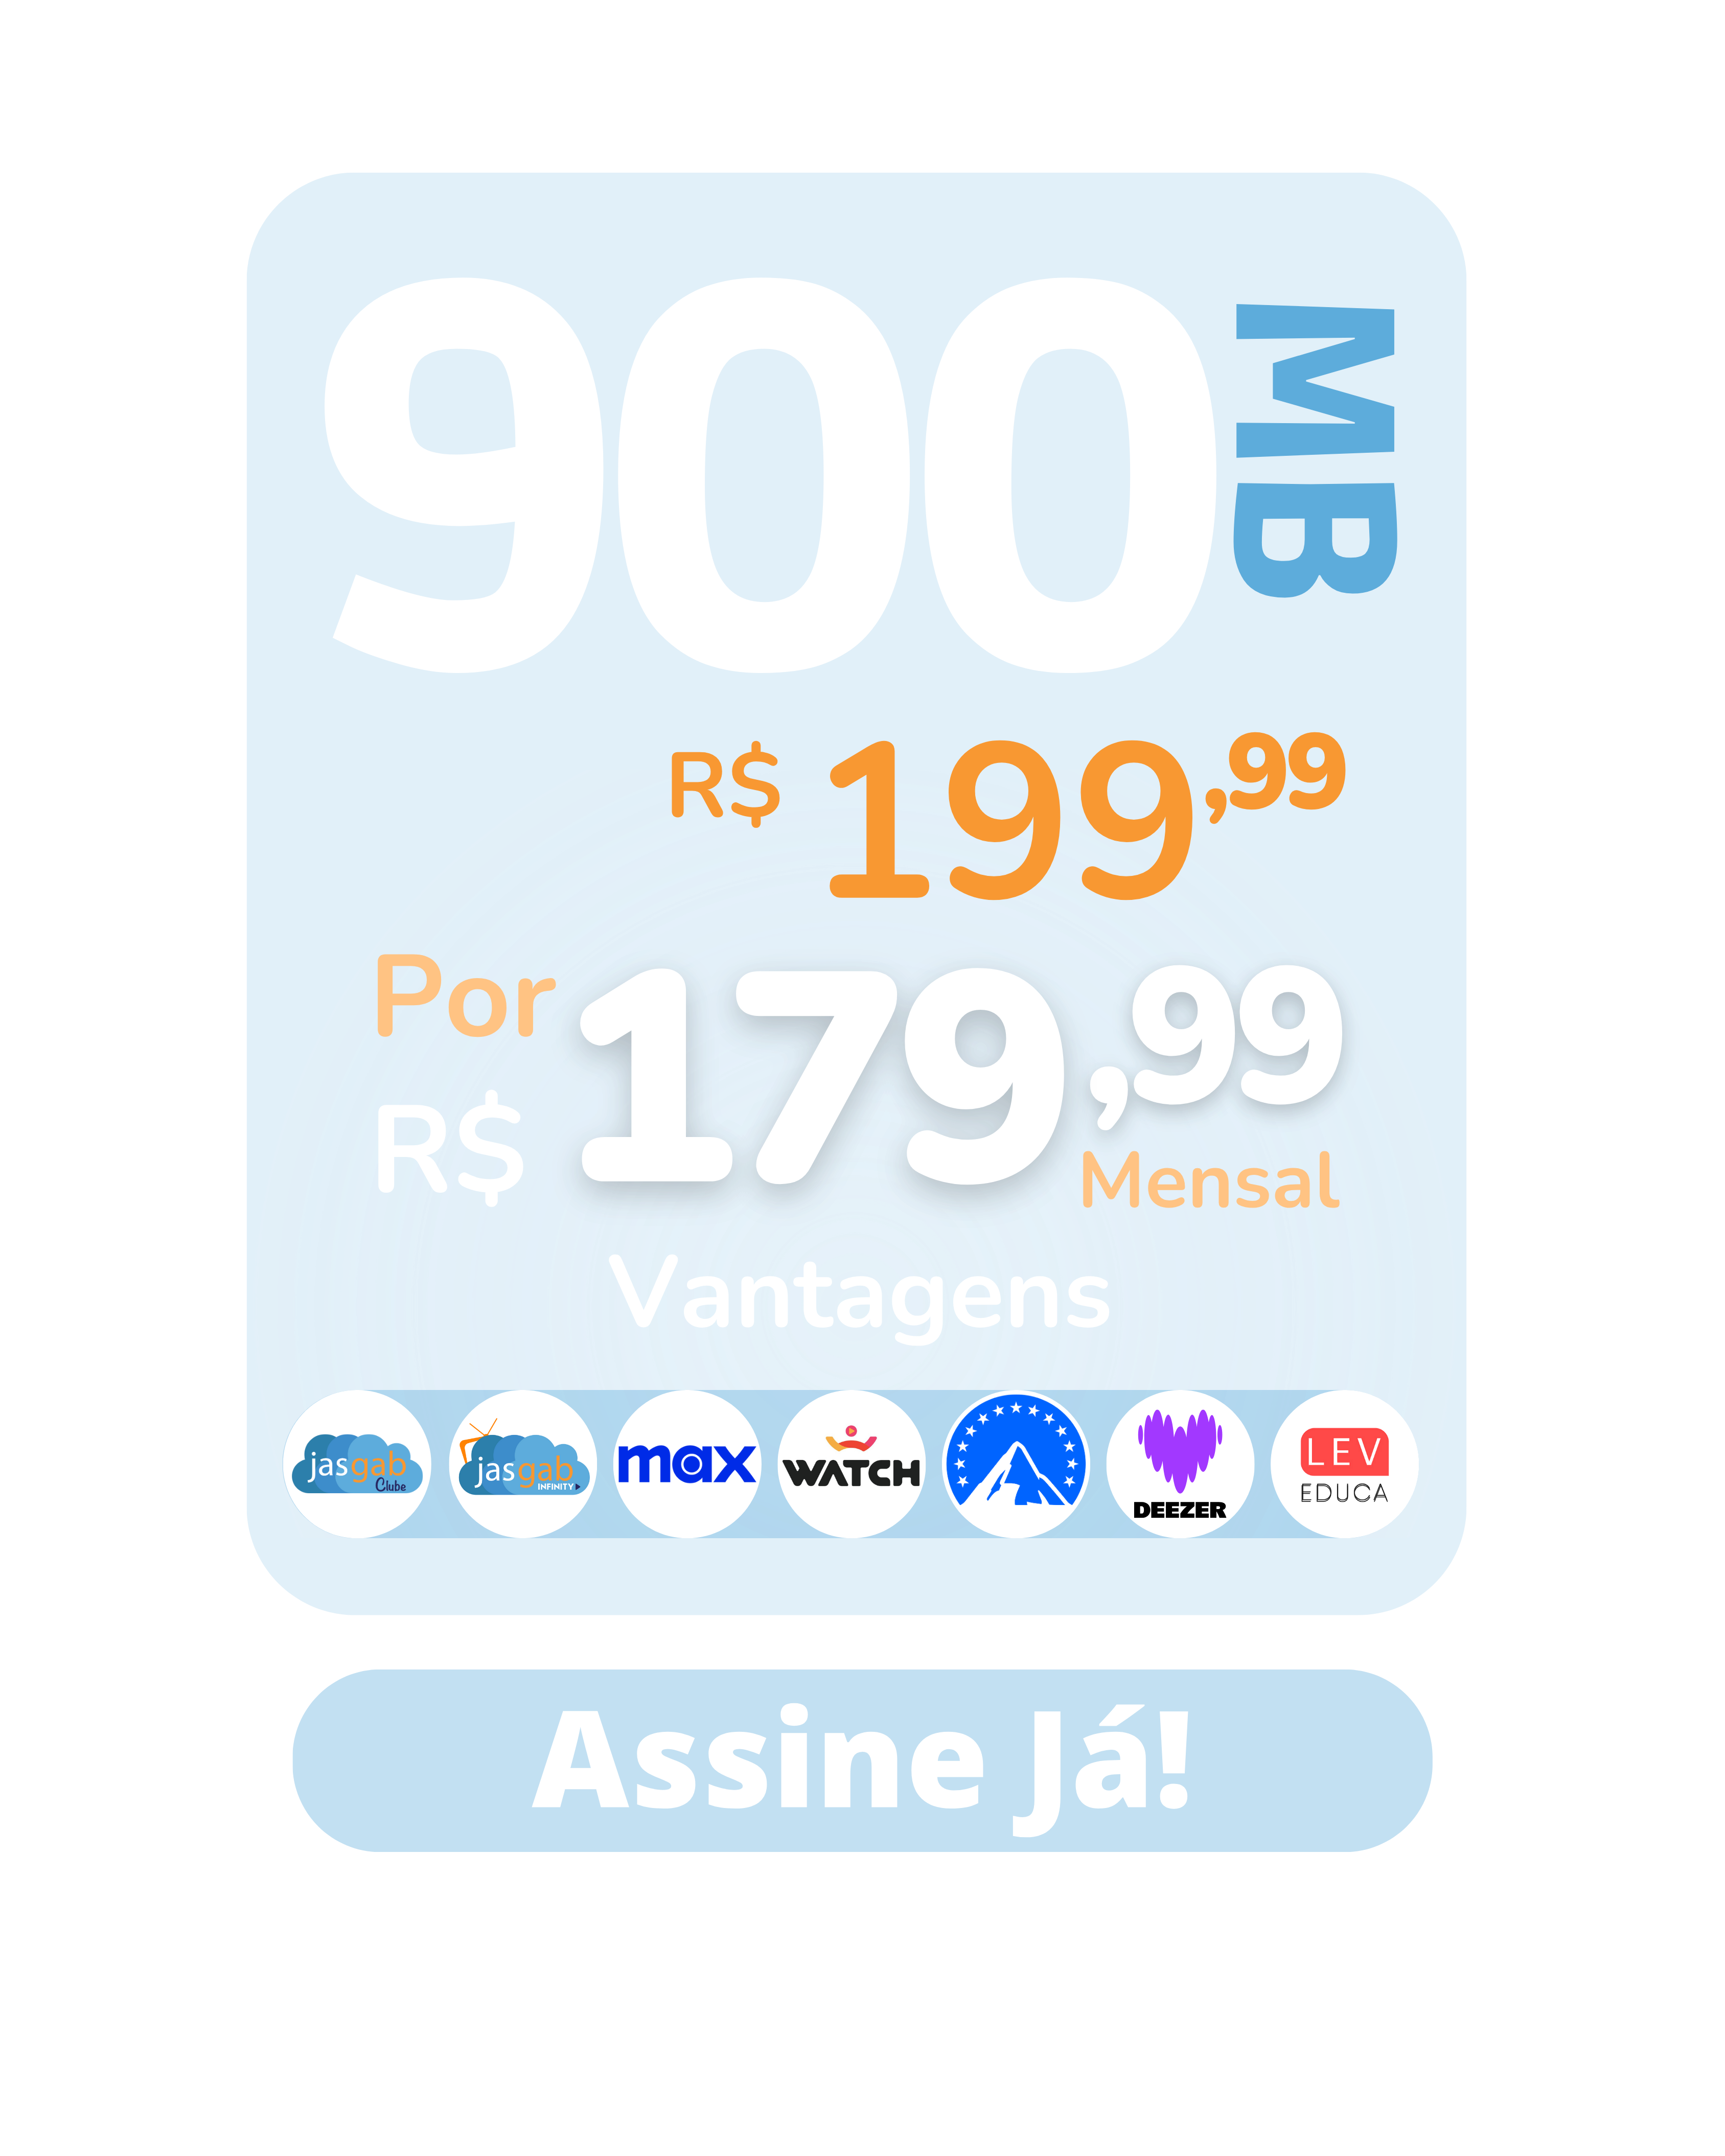 900 MB
R$ 199,99
Por
R$ 179,99
Mensal
Vantagens
jasgab Clube
jasgab INFINITY
max
WATCH
DEEZER
LEV
EDUCA
Assine Já!